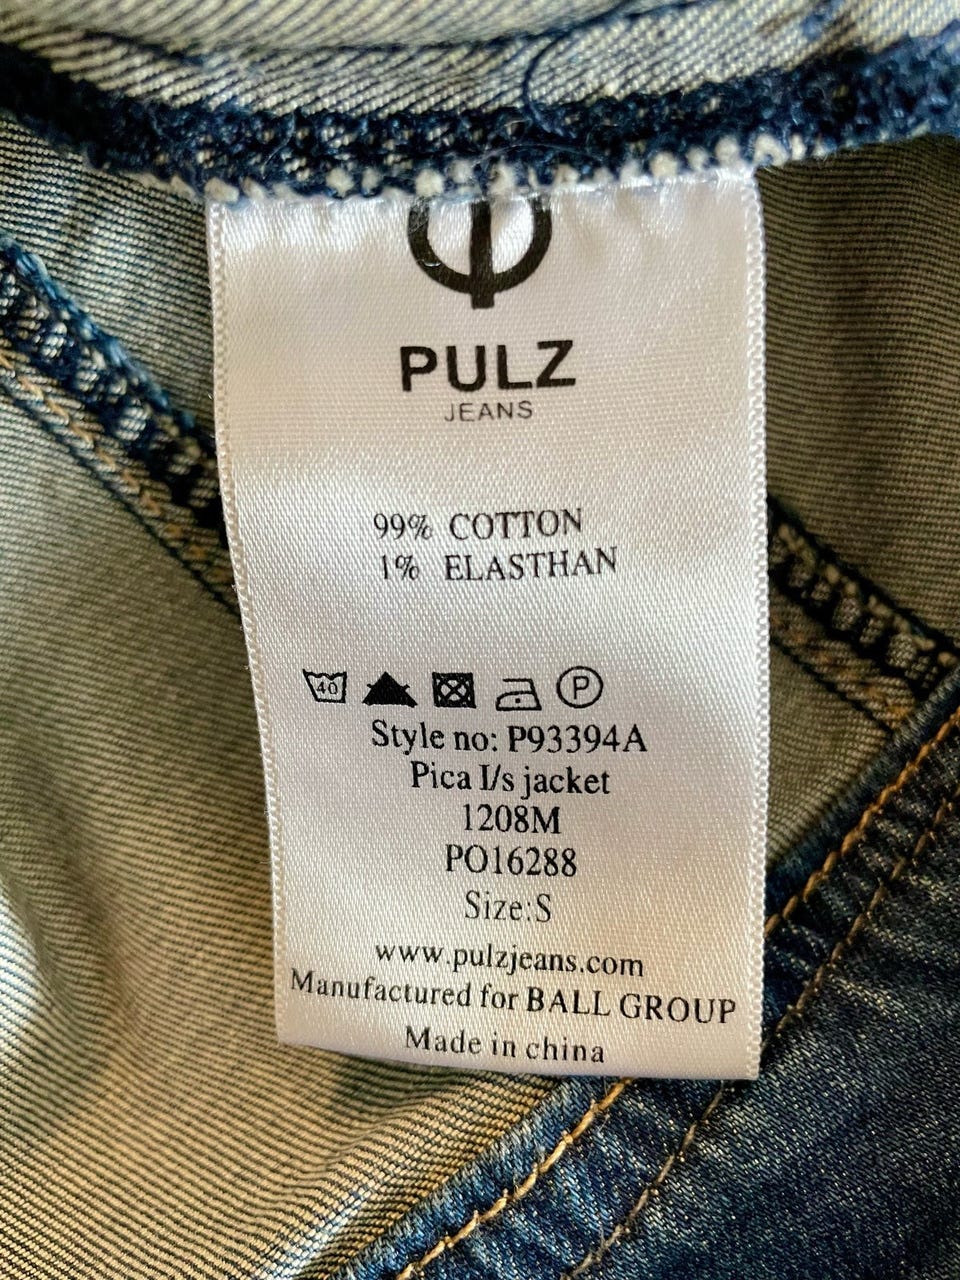 PULZ
JEANS
99% COTTON
1% ELASTHAN
40 P
Style no: P93394A
Pica l/s jacket
1208M
PO16288
Size:S
www.pulzjeans.com
Manufactured for BALL GROUP
Made in china